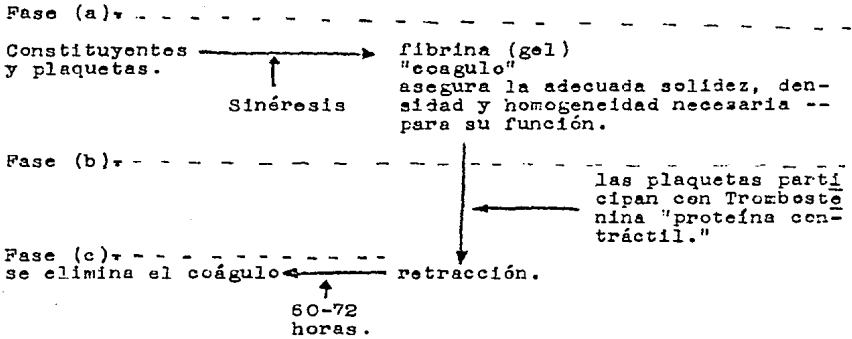 Fase (a).- - - - - - - - - - - - - - - - - - - - - - -
Constituyentes
y plaquetas.
Sinéresis
fibrina (gel)
"coagulo"
asegura la adecuada solidez, den-
sidad y homogeneidad necesaria --
para su función.
Fase (b).- - - - - - - - - - - - - - - - - - - - - - -
las plaquetas parti
cipan con Tromboste
nina "proteína con-
tráctil."
Fase (c).- - - - - - - - - -
se elimina el coágulo
retracción.
60-72
horas.